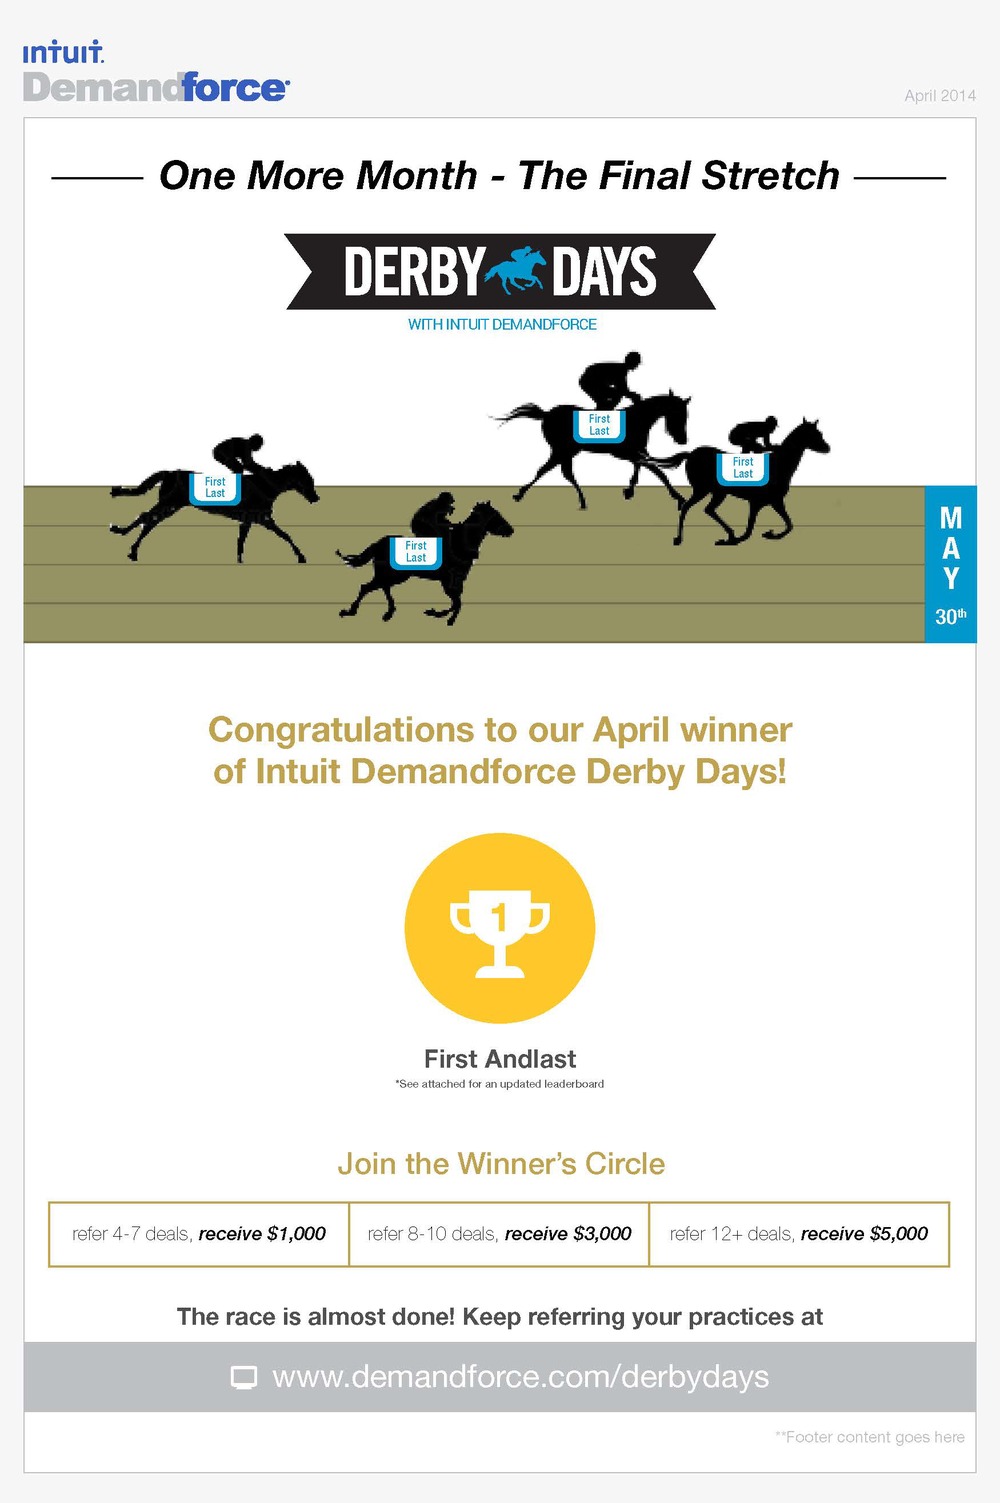 ıntuıt.
Demandforce
April 2014
One More Month - The Final Stretch
DERBY DAYS
WITH INTUIT DEMANDFORCE
First
Last
First
Last
First
Last
First
Last
M
A
Y
30th
Congratulations to our April winner
of Intuit Demandforce Derby Days!
1
First Andlast
*See attached for an updated leaderboard
Join the Winner’s Circle
refer 4-7 deals, receive $1,000
refer 8-10 deals, receive $3,000
refer 12+ deals, receive $5,000
The race is almost done! Keep referring your practices at
www.demandforce.com/derbydays
**Footer content goes here